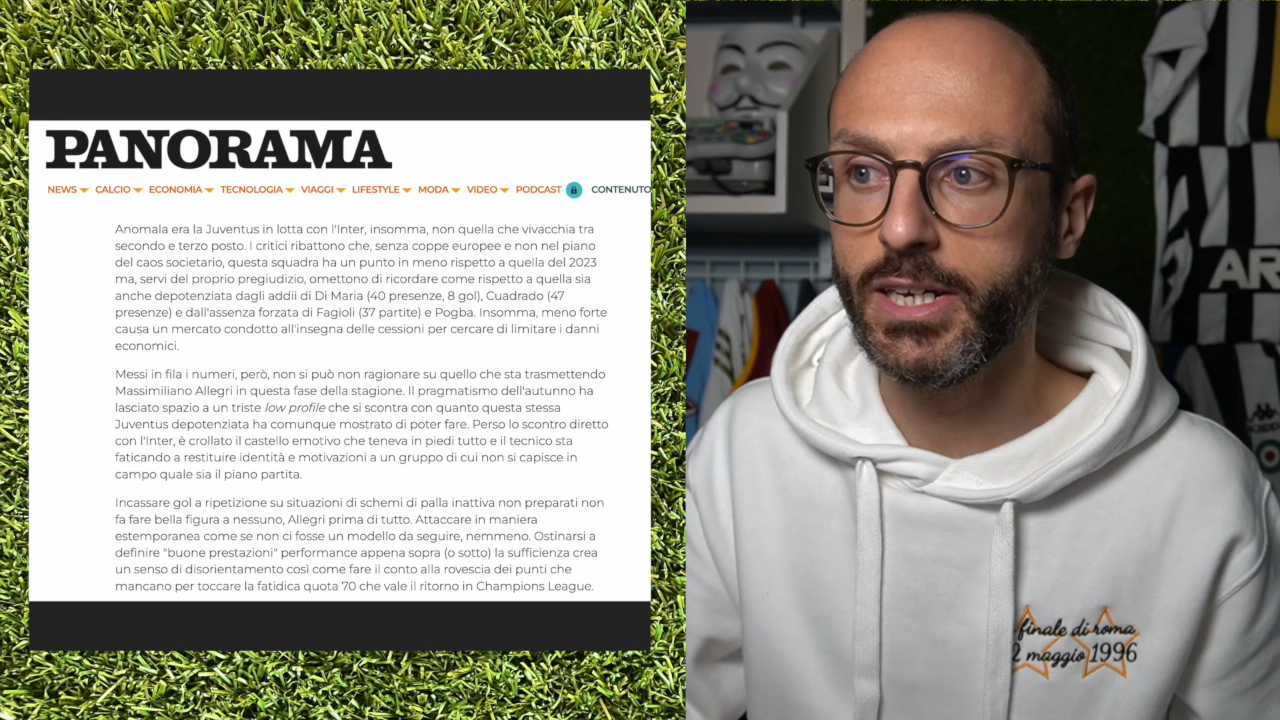 PANORAMA
NEWS CALCIO ECONOMIA TECNOLOGIA VIAGGI LIFESTYLE MODA VIDEO PODCAST CONTENUTO
Anomala era la Juventus in lotta con l'Inter, insomma, non quella che vivacchia tra
secondo e terzo posto. I critici ribattono che, senza coppe europee e non nel piano
del caos societario, questa squadra ha un punto in meno rispetto a quella del 2023
ma, servi del proprio pregiudizio, omettono di ricordare come rispetto a quella sia
anche depotenziata dagli addii di Di Maria (40 presenze, 8 gol), Cuadrado (47
presenze) e dall'assenza forzata di Fagioli (37 partite) e Pogba. Insomma, meno forte
causa un mercato condotto all'insegna delle cessioni per cercare di limitare i danni
economici.
Messi in fila i numeri, però, non si può non ragionare su quello che sta trasmettendo
Massimiliano Allegri in questa fase della stagione. Il pragmatismo dell'autunno ha
lasciato spazio a un triste low profile che si scontra con quanto questa stessa
Juventus depotenziata ha comunque mostrato di poter fare. Perso lo scontro diretto
con l'Inter, è crollato il castello emotivo che teneva in piedi tutto e il tecnico sta
faticando a restituire identità e motivazioni a un gruppo di cui non si capisce in
campo quale sia il piano partita.
Incassare gol a ripetizione su situazioni di schemi di palla inattiva non preparati non
fa fare bella figura a nessuno, Allegri prima di tutto. Attaccare in maniera
estemporanea come se non ci fosse un modello da seguire, nemmeno. Ostinarsi a
definire "buone prestazioni" performance appena sopra (o sotto) la sufficienza crea
un senso di disorientamento così come fare il conto alla rovescia dei punti che
mancano per toccare la fatidica quota 70 che vale il ritorno in Champions League.
AR
finale di roma
2 maggio 1996